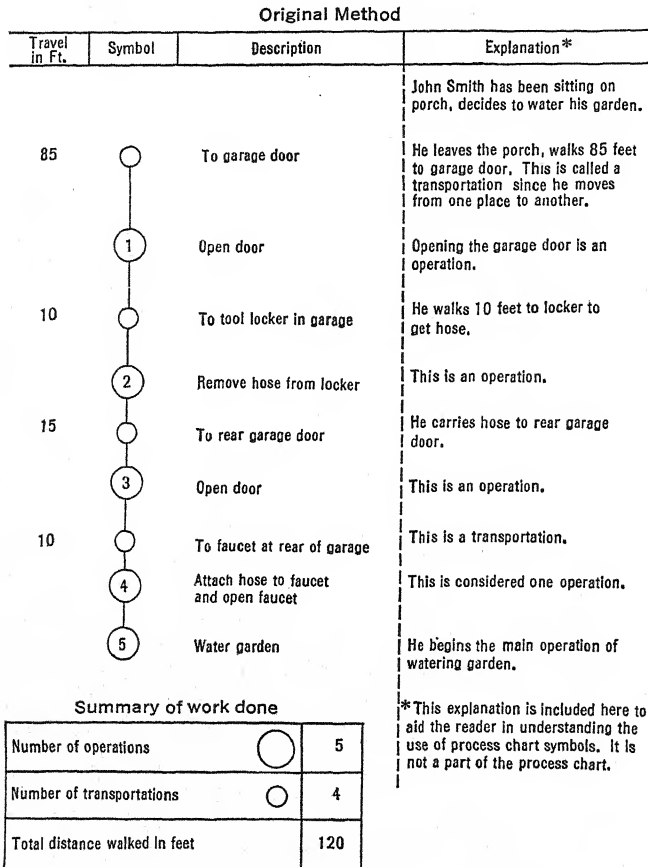 Original Method
Travel in Ft. Symbol Description Explanation*
John Smith has been sitting on
porch, decides to water his garden.
85 To garage door He leaves the porch, walks 85 feet
to garage door. This is called a
transportation since he moves
from one place to another.
1 Open door Opening the garage door is an
operation.
10 To tool locker in garage He walks 10 feet to locker to
get hose.
2 Remove hose from locker This is an operation.
15 To rear garage door He carries hose to rear garage
door.
3 Open door This is an operation.
10 To faucet at rear of garage This is a transportation.
4 Attach hose to faucet This is considered one operation.
and open faucet
5 Water garden He begins the main operation of
watering garden.
Summary of work done
Number of operations 5
Number of transportations 4
Total distance walked in feet 120
*This explanation is included here to
aid the reader in understanding the
use of process chart symbols. It is
not a part of the process chart.